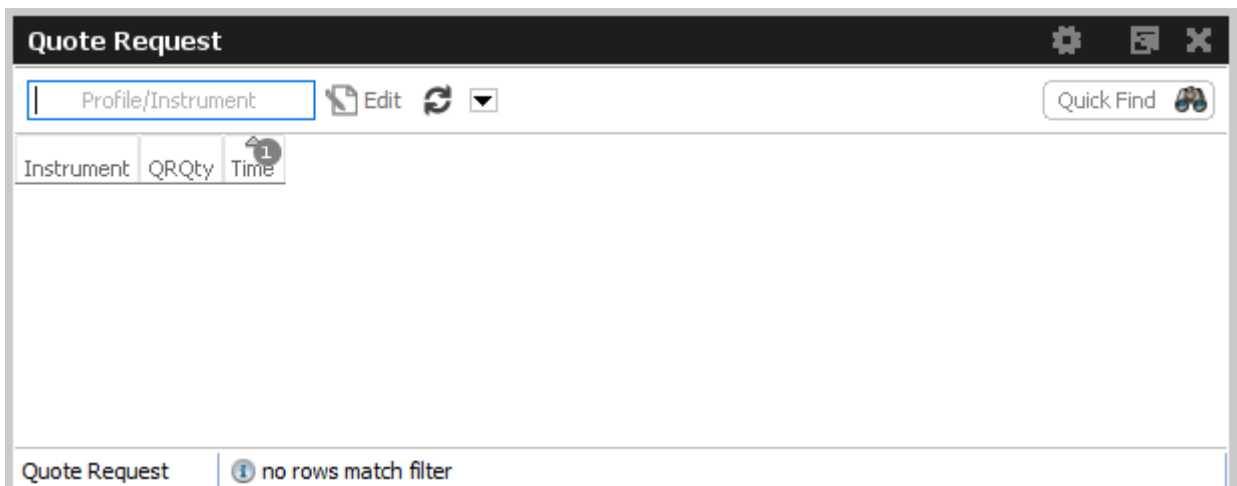 Quote Request
Profile/Instrument Edit Quick Find
Instrument QRQty Time 1
Quote Request no rows match filter